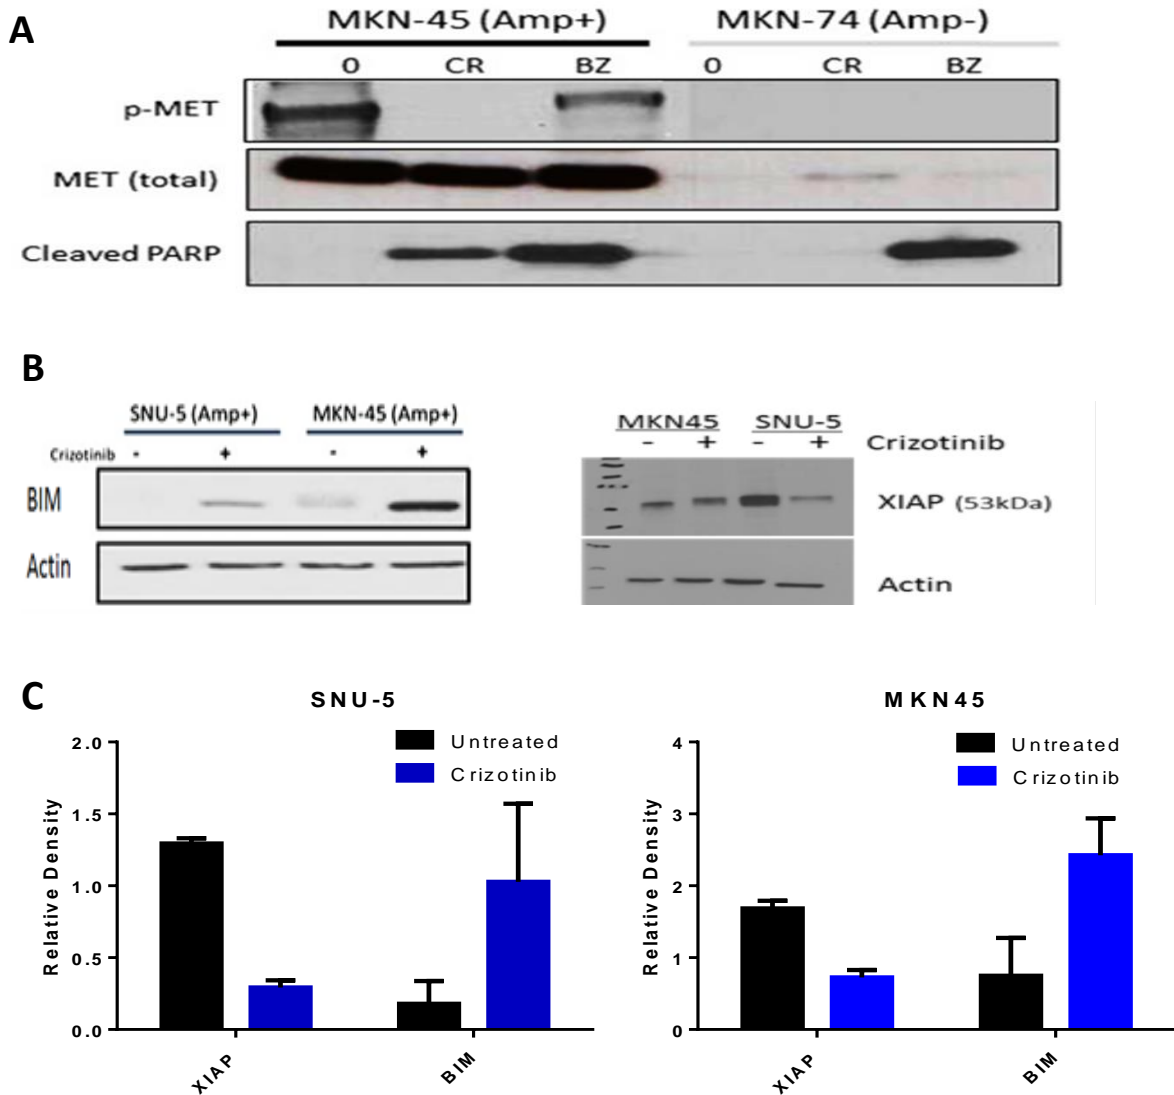 A
MKN-45 (Amp+) MKN-74 (Amp-)
0 CR BZ 0 CR BZ
p-MET
MET (total)
Cleaved PARP
B
SNU-5 (Amp+) MKN-45 (Amp+)
Crizotinib - + - +
BIM
Actin
MKN45 SNU-5
- + - + Crizotinib
XIAP (53kDa)
Actin
C
SNU-5
Untreated
Crizotinib
Relative Density
2.0
1.5
1.0
0.5
0.0
XIAP BIM
MKN45
Untreated
Crizotinib
Relative Density
4
3
2
1
0
XIAP BIM